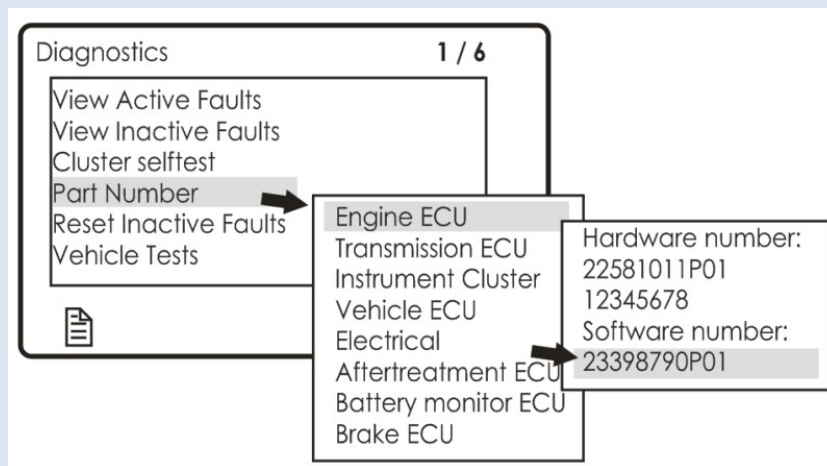 Diagnostics 1 / 6
View Active Faults
View Inactive Faults
Cluster selftest
Part Number
Reset Inactive Faults
Vehicle Tests
Engine ECU
Transmission ECU
Instrument Cluster
Vehicle ECU
Electrical
Aftertreatment ECU
Battery monitor ECU
Brake ECU
Hardware number:
22581011P01
12345678
Software number:
23398790P01